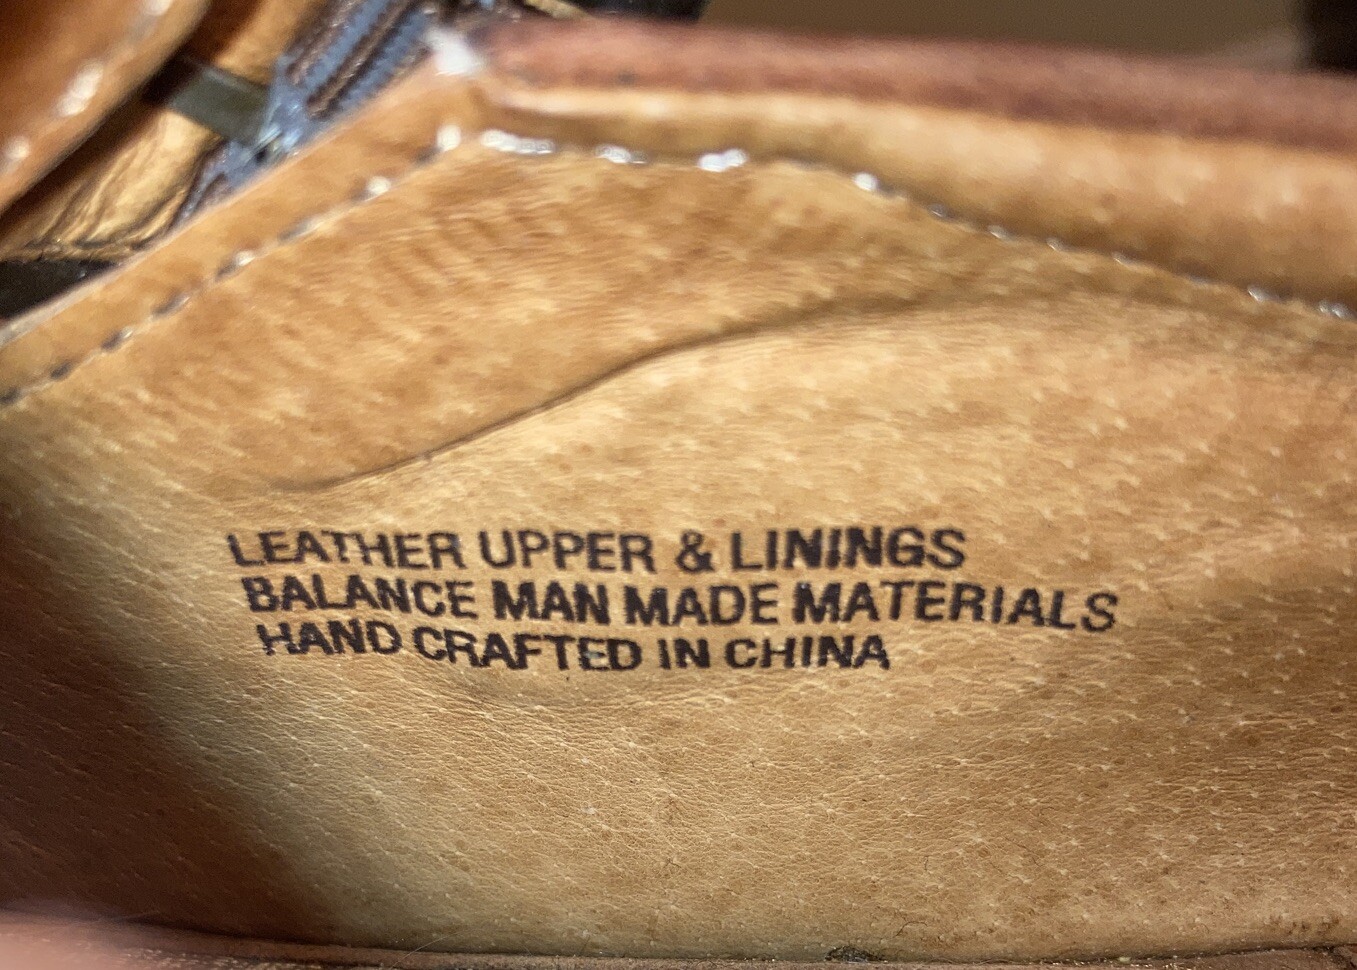 LEATHER UPPER & LININGS
BALANCE MAN MADE MATERIALS
HAND CRAFTED IN CHINA